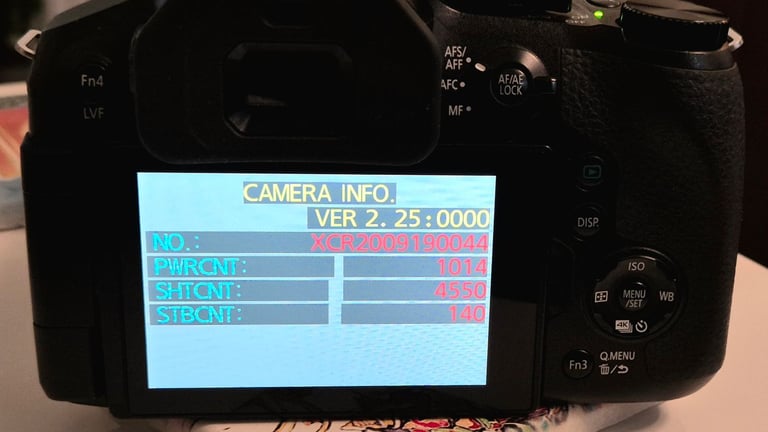 AFS/
AFF
Fn4
AFC
AF/AE
LOCK
LVF
MF
CAMERA INFO.
VER 2.25:0000
NO.: XCR2009190044
PWRCNT: 1014
SHTCNT: 4550
STBCNT: 140
DISP.
ISO
MENU
/SET
WB
4K
Fn3
Q.MENU